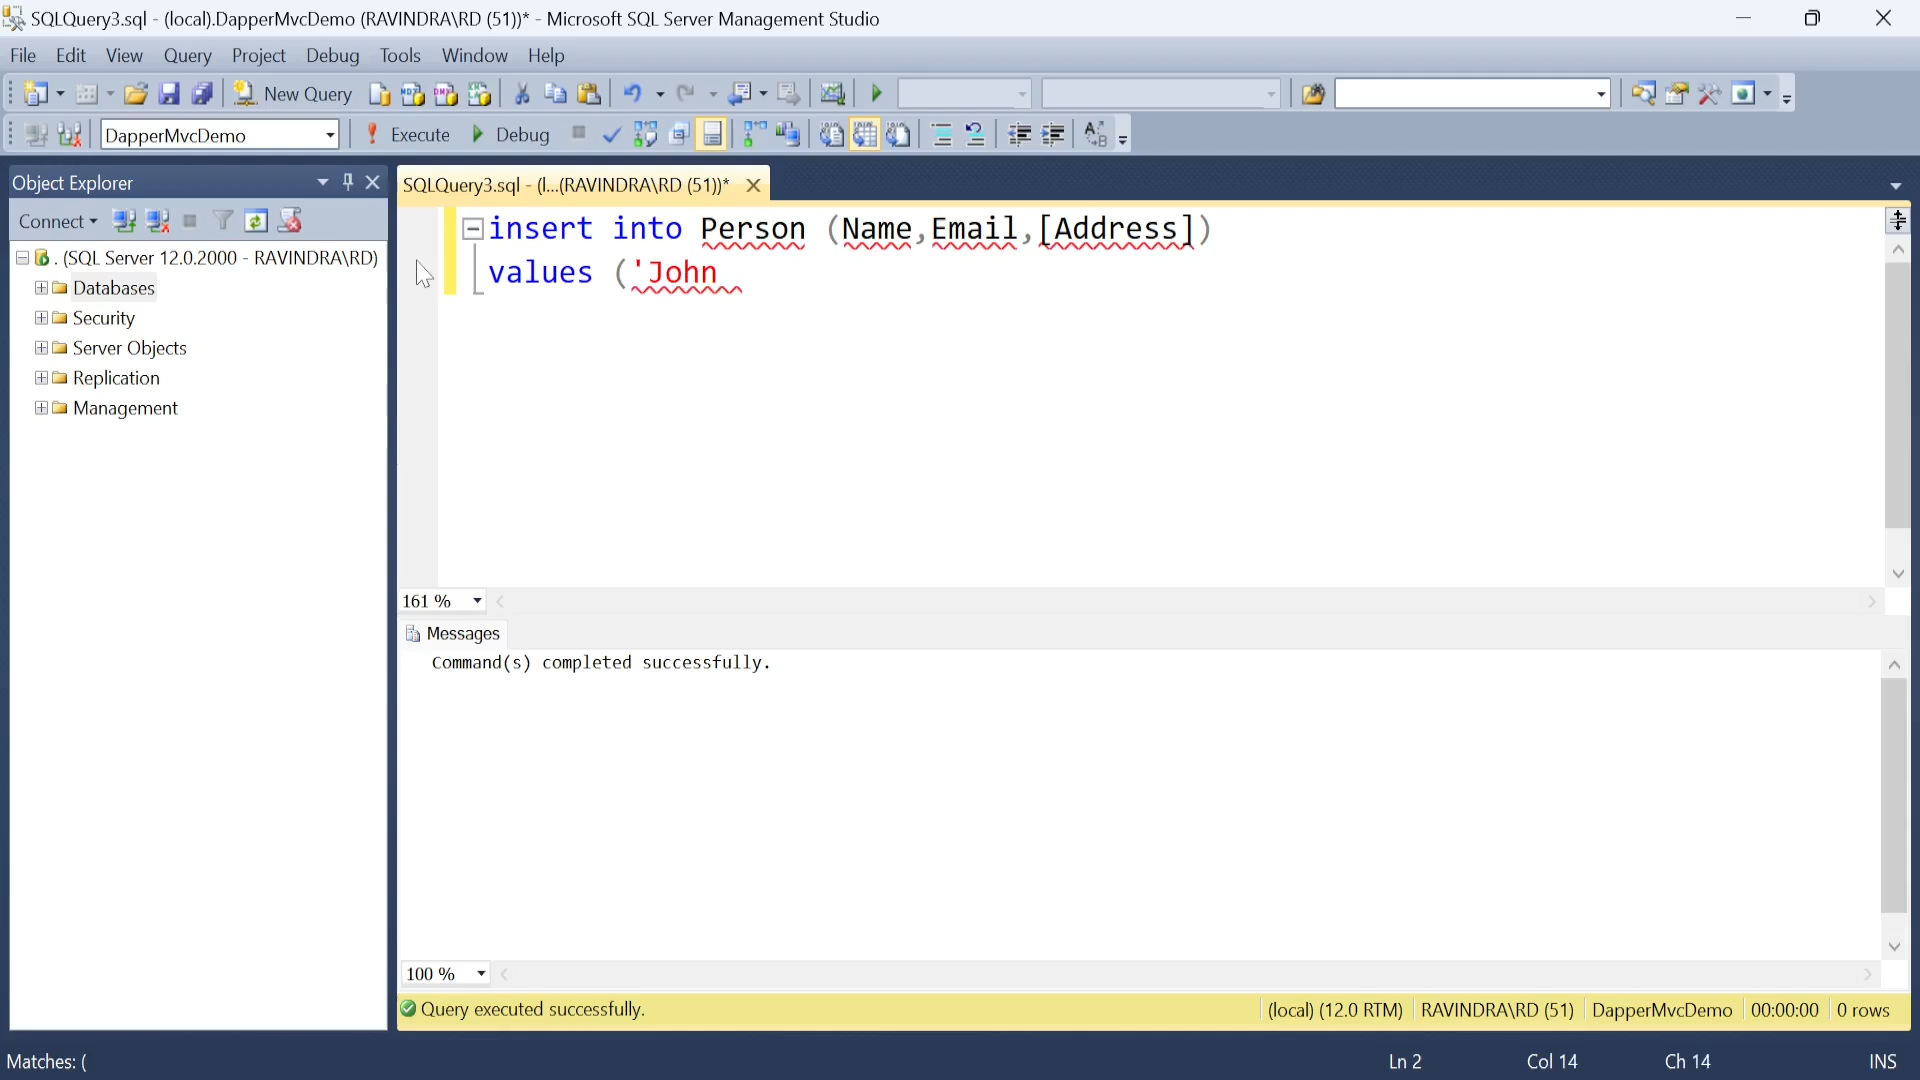 SQLQuery3.sql - (local).DapperMvcDemo (RAVINDRA\RD (51))* - Microsoft SQL Server Management Studio
File Edit View Query Project Debug Tools Window Help
New Query
DapperMvcDemo Execute Debug
Object Explorer
SQLQuery3.sql - (l...(RAVINDRA\RD (51))*
Connect
. (SQL Server 12.0.2000 - RAVINDRA\RD)
Databases
Security
Server Objects
Replication
Management
insert into Person (Name,Email,[Address])
values ('John
161 %
Messages
Command(s) completed successfully.
100 %
Query executed successfully.
(local) (12.0 RTM) RAVINDRA\RD (51) DapperMvcDemo 00:00:00 0 rows
Matches: (
Ln 2 Col 14 Ch 14 INS